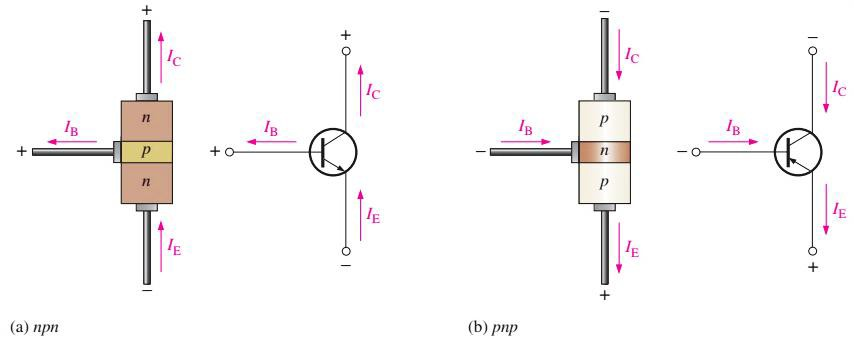 +
I_C
n
I_B
+
p
n
I_E
−
+
I_C
I_B
+
I_E
−
−
I_C
p
I_B
−
n
p
I_E
+
−
I_C
I_B
−
I_E
+
(a) npn
(b) pnp